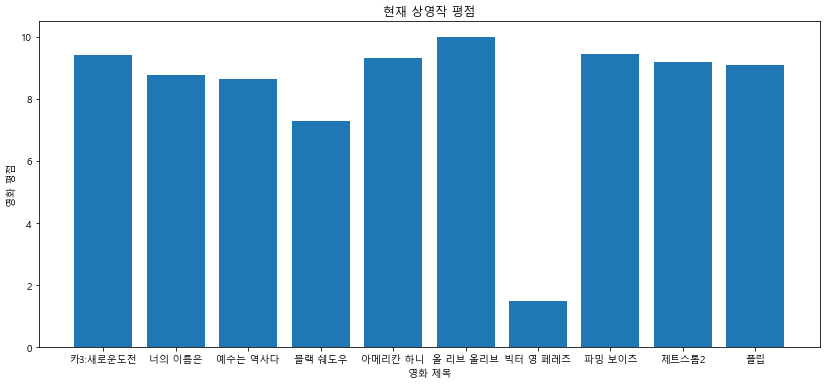 현재 상영작 평점
영화 평점
10
8
6
4
2
0
카3:새로운도전 너의 이름은 예수는 역사다 블랙 쉐도우 아메리칸 허니 올 리브 올리브 빅터 영 페레즈 파밍 보이즈 제트스톰2 플립
영화 제목